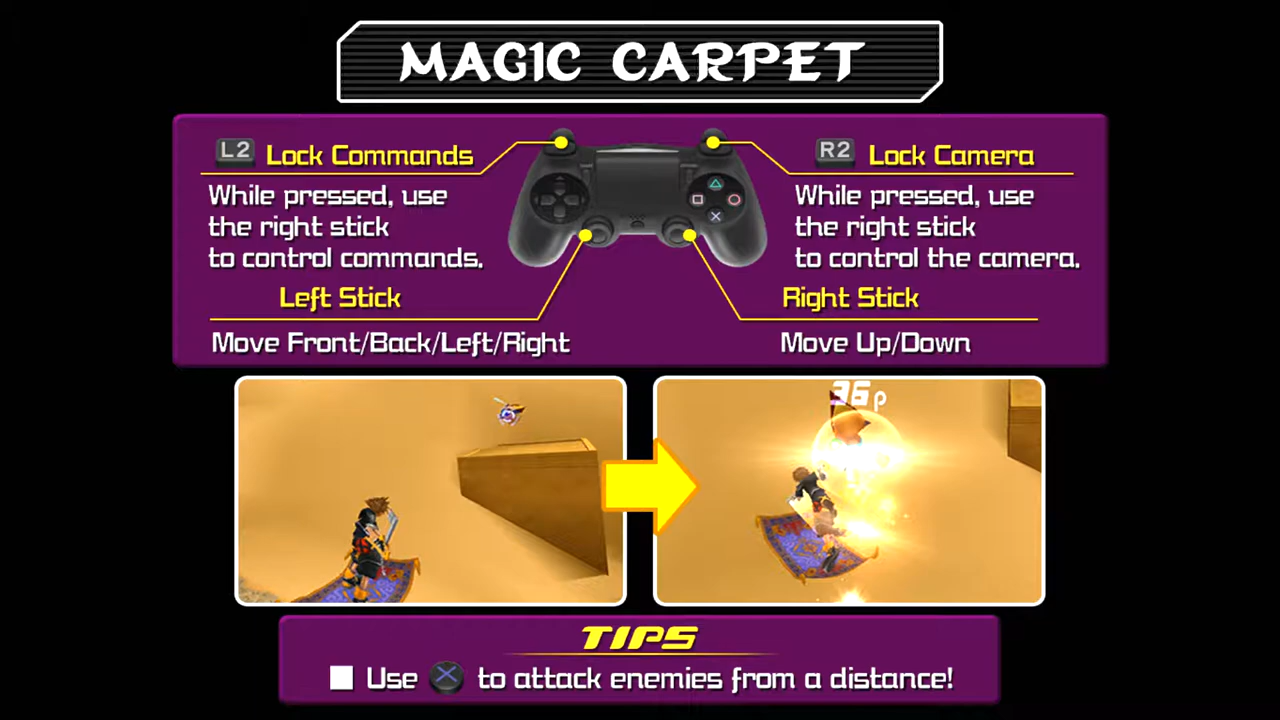 MAGIC CARPET
L2 Lock Commands
While pressed, use
the right stick
to control commands.
Left Stick
Move Front/Back/Left/Right
R2 Lock Camera
While pressed, use
the right stick
to control the camera.
Right Stick
Move Up/Down
36p
TIPS
Use to attack enemies from a distance!